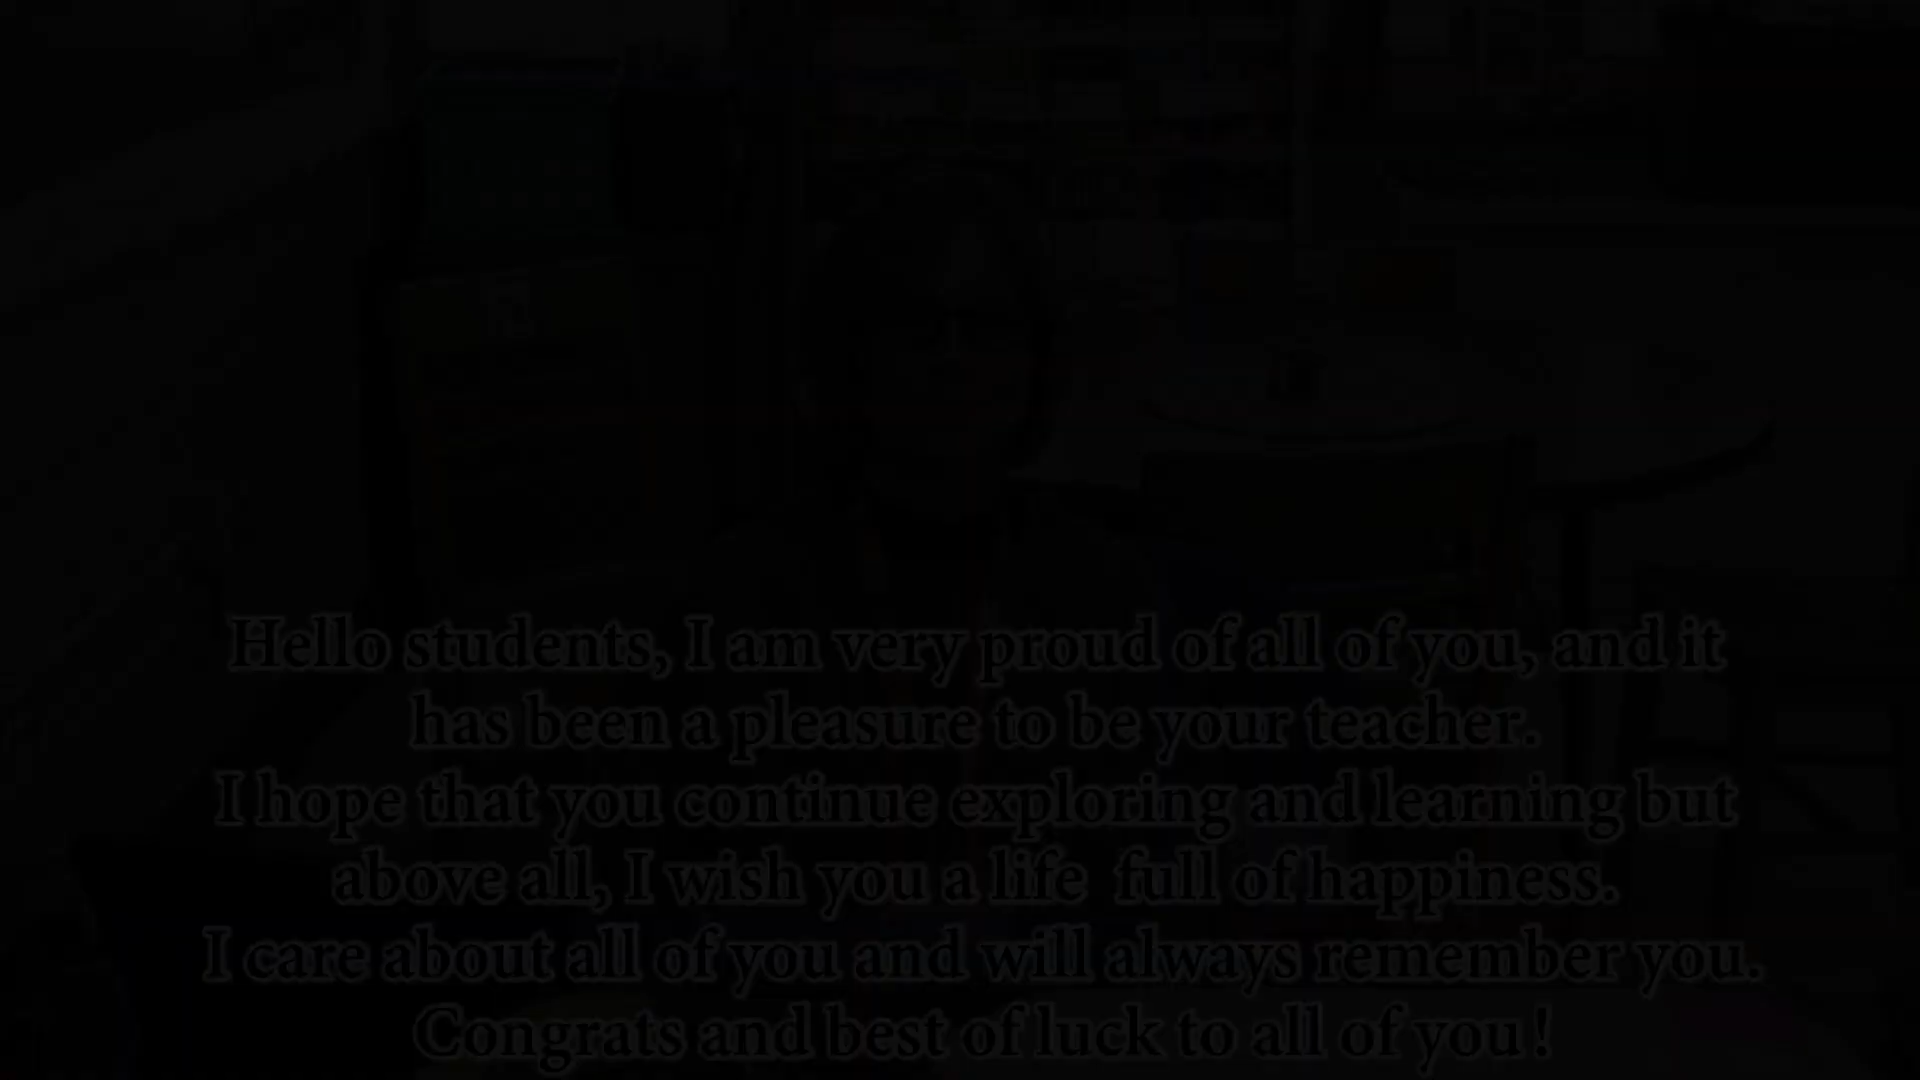 Hello students, I am very proud of all of you, and it
has been a pleasure to be your teacher.
I hope that you continue exploring and learning but
above all, I wish you a life  full of happiness.
I care about all of you and will always remember you.
Congrats and best of luck to all of you!